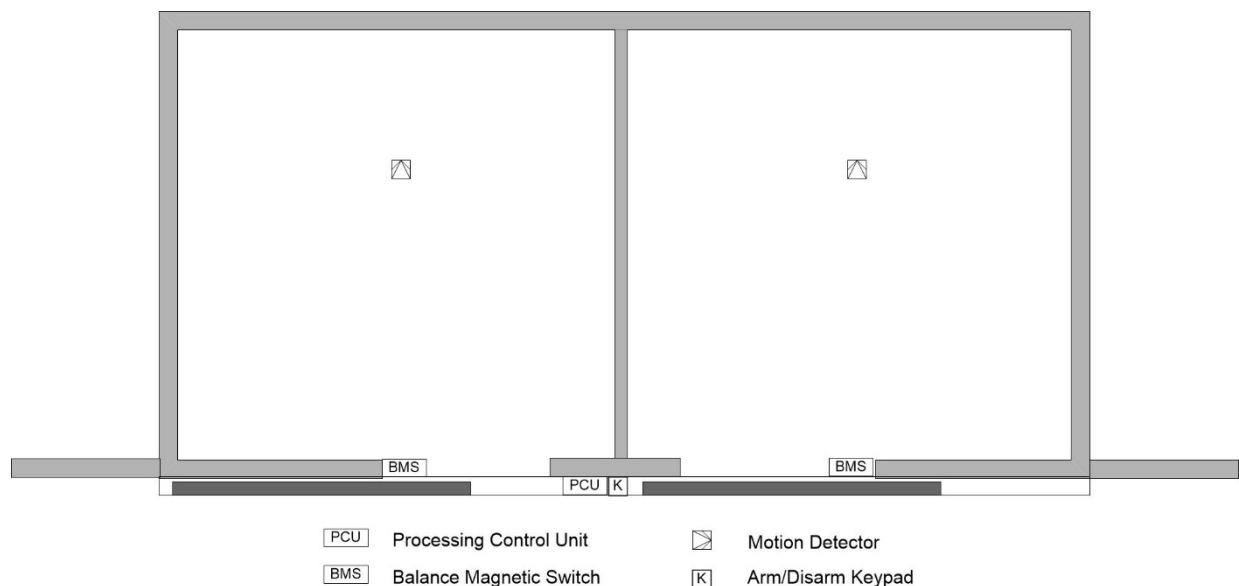 BMS
BMS
PCU K
PCU Processing Control Unit
Motion Detector
BMS Balance Magnetic Switch
K Arm/Disarm Keypad